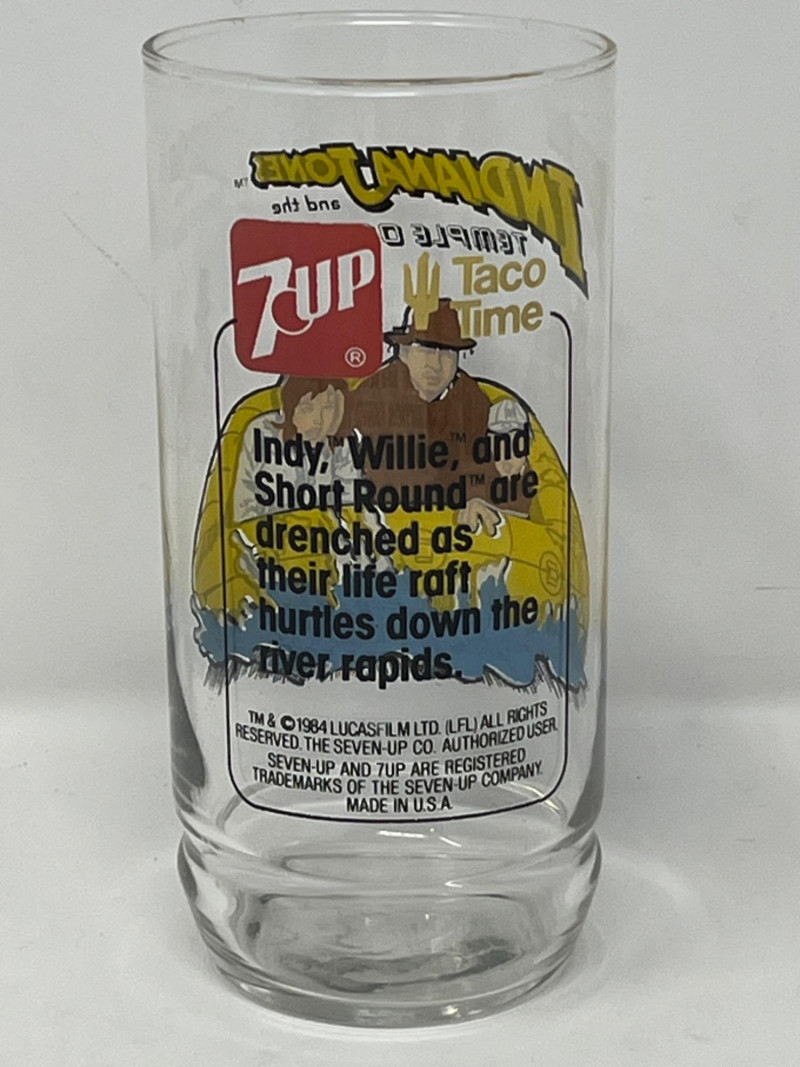 INDIANA JONES™
and the
TEMPLE O
7UP®
Taco
Time
Indy,™ Willie,™ and
Short Round™ are
drenched as
their life raft
hurtles down the
river rapids.
TM & ©1984 LUCASFILM LTD. (LFL) ALL RIGHTS
RESERVED. THE SEVEN-UP CO. AUTHORIZED USER.
SEVEN-UP AND 7UP ARE REGISTERED
TRADEMARKS OF THE SEVEN-UP COMPANY.
MADE IN U.S.A.